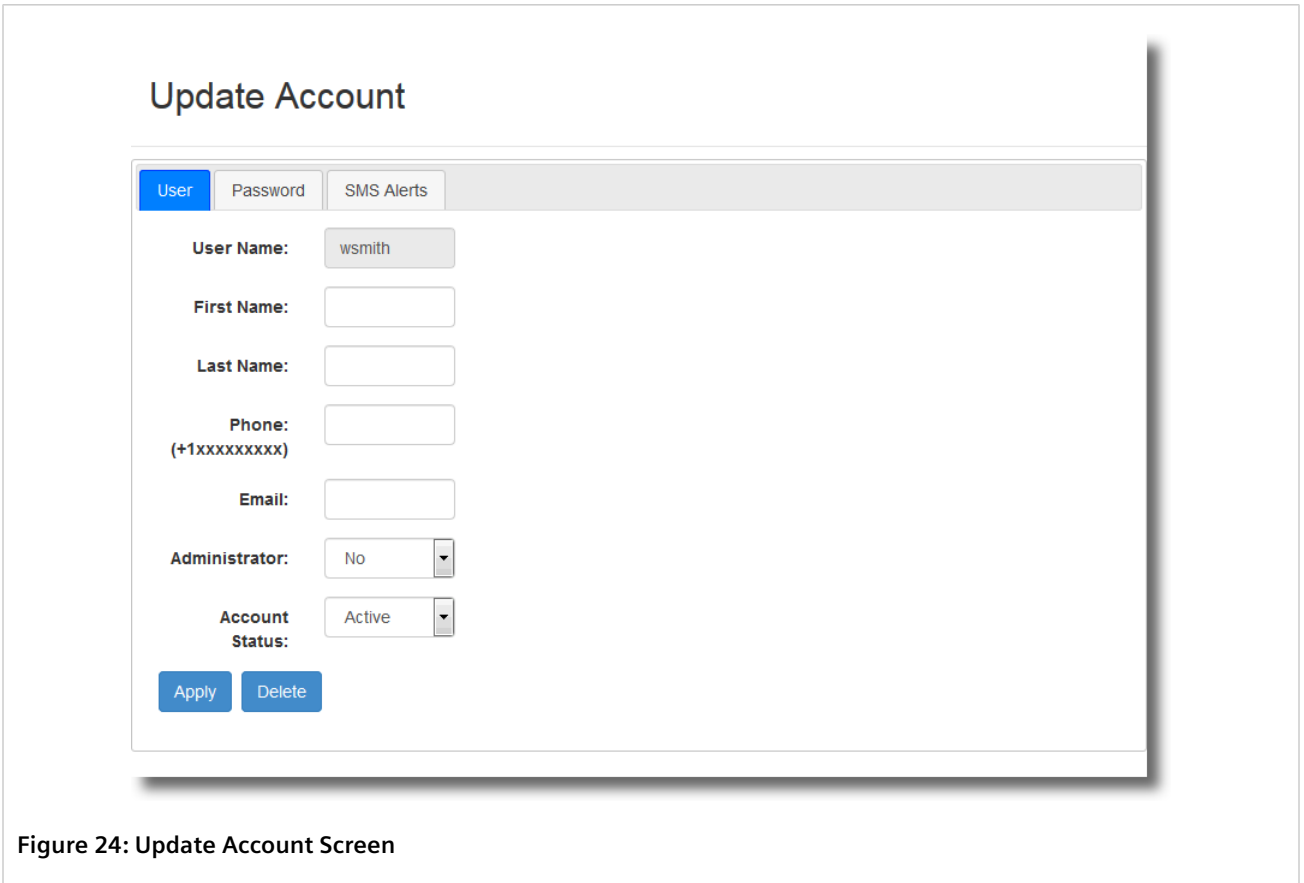 Update Account
User Password SMS Alerts
User Name: wsmith
First Name:
Last Name:
Phone:
(+1xxxxxxxxx)
Email:
Administrator: No
Account Active
Status:
Apply Delete
Figure 24: Update Account Screen